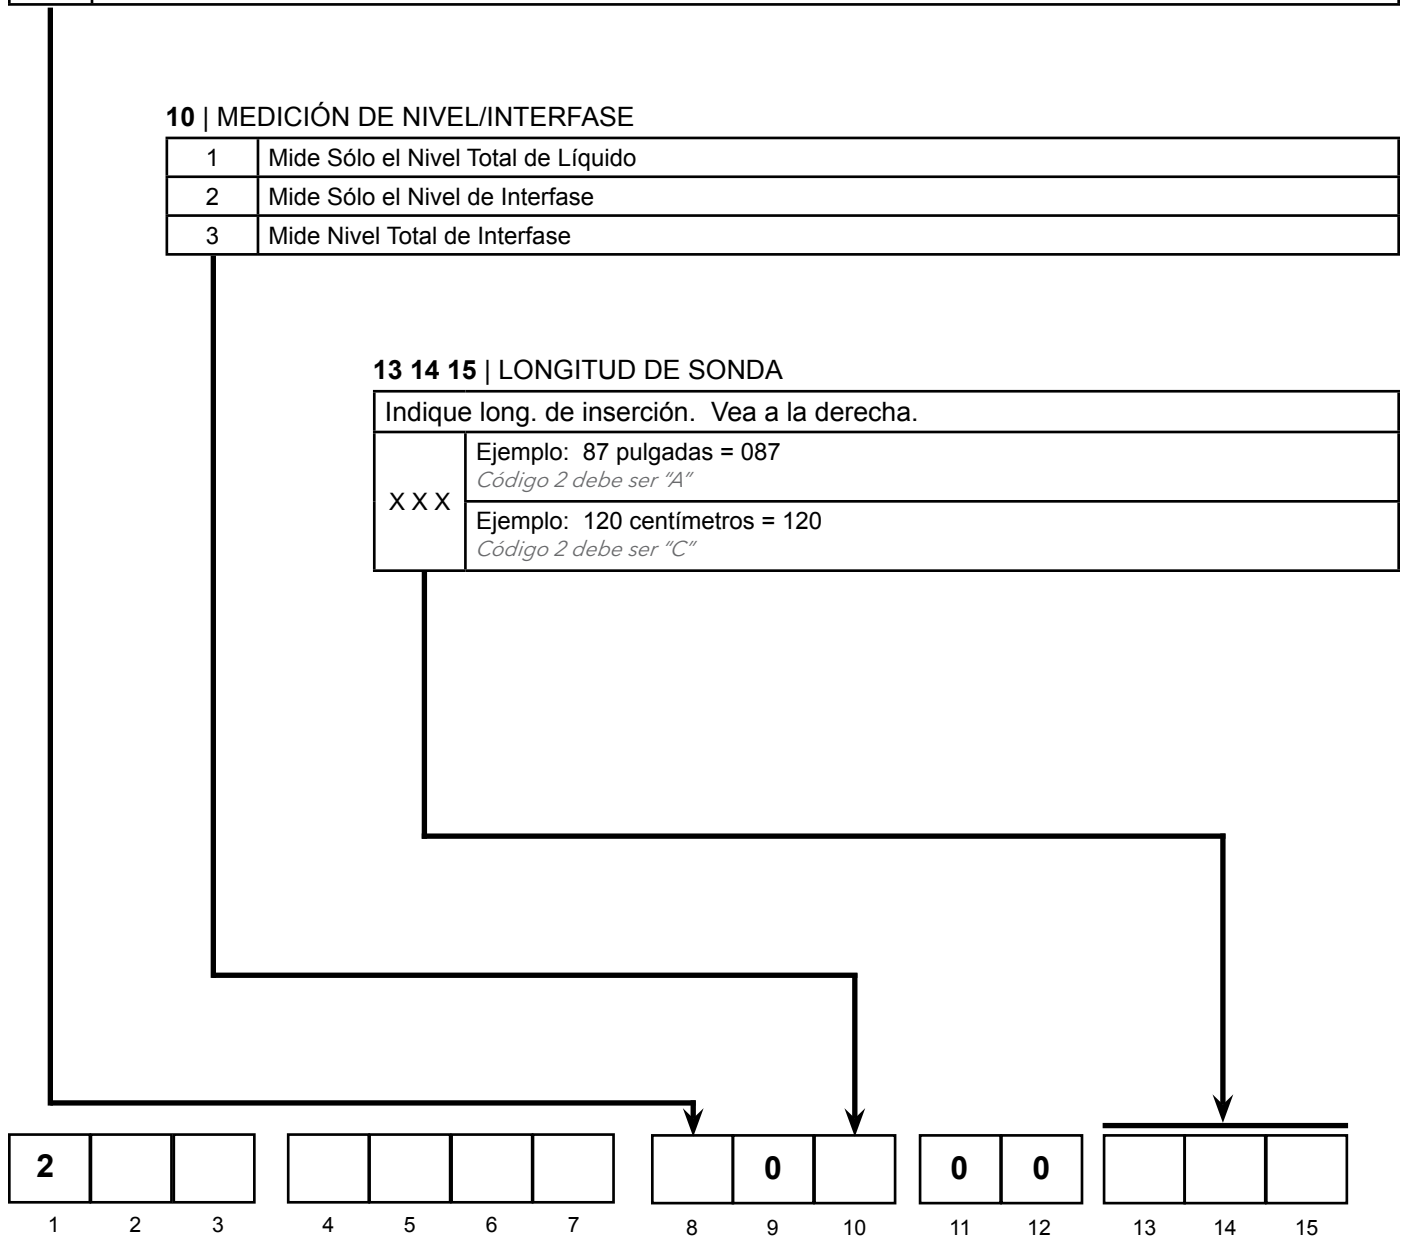 10 | MEDICIÓN DE NIVEL/INTERFASE
1 Mide Sólo el Nivel Total de Líquido
2 Mide Sólo el Nivel de Interfase
3 Mide Nivel Total de Interfase
13 14 15 | LONGITUD DE SONDA
Indique long. de inserción. Vea a la derecha.
X X X
Ejemplo: 87 pulgadas = 087
Código 2 debe ser "A"
Ejemplo: 120 centímetros = 120
Código 2 debe ser "C"
2 0 0 0
1 2 3 4 5 6 7 8 9 10 11 12 13 14 15